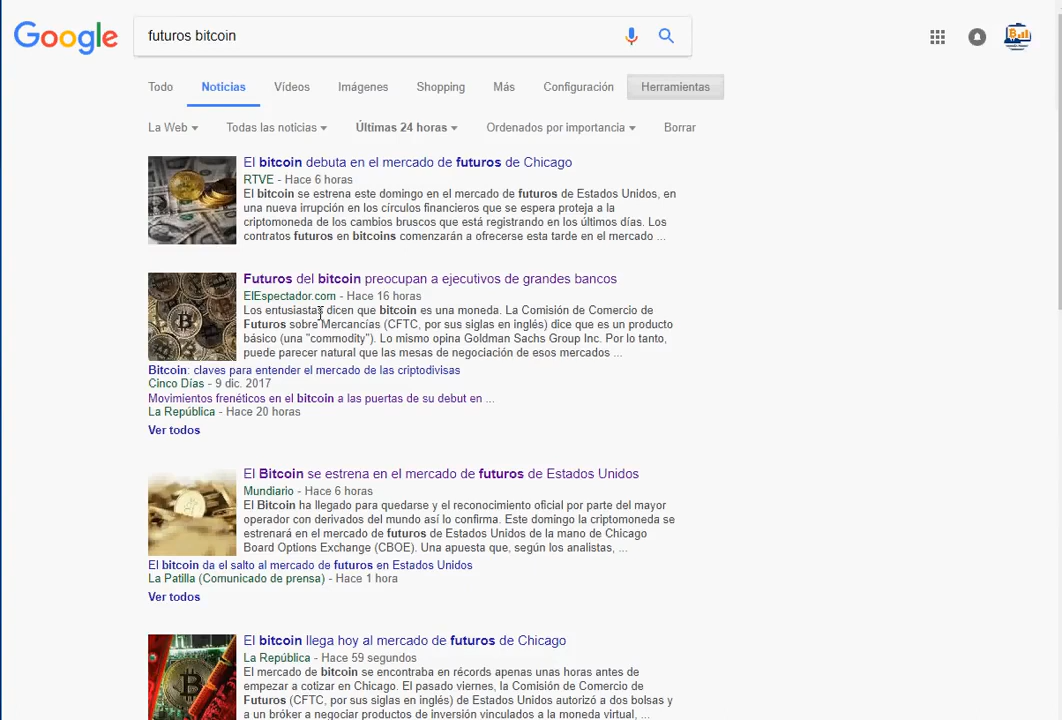 Google
futuros bitcoin
Todo Noticias Vídeos Imágenes Shopping Más Configuración Herramientas
La Web Todas las noticias Últimas 24 horas Ordenados por importancia Borrar
El bitcoin debuta en el mercado de futuros de Chicago
RTVE - Hace 6 horas
El bitcoin se estrena este domingo en el mercado de futuros de Estados Unidos, en
una nueva irrupción en los círculos financieros que se espera proteja a la
criptomoneda de los cambios bruscos que está registrando en los últimos días. Los
contratos futuros en bitcoins comenzarán a ofrecerse esta tarde en el mercado ...
Futuros del bitcoin preocupan a ejecutivos de grandes bancos
ElEspectador.com - Hace 16 horas
Los entusiastas dicen que bitcoin es una moneda. La Comisión de Comercio de
Futuros sobre Mercancías (CFTC, por sus siglas en inglés) dice que es un producto
básico (una "commodity"). Lo mismo opina Goldman Sachs Group Inc. Por lo tanto,
puede parecer natural que las mesas de negociación de esos mercados ...
Bitcoin: claves para entender el mercado de las criptodivisas
Cinco Días - 9 dic. 2017
Movimientos frenéticos en el bitcoin a las puertas de su debut en ...
La República - Hace 20 horas
Ver todos
El Bitcoin se estrena en el mercado de futuros de Estados Unidos
Mundiario - Hace 6 horas
El Bitcoin ha llegado para quedarse y el reconocimiento oficial por parte del mayor
operador con derivados del mundo así lo confirma. Este domingo la criptomoneda se
estrenará en el mercado de futuros de Estados Unidos de la mano de Chicago
Board Options Exchange (CBOE). Una apuesta que, según los analistas, ...
El bitcoin da el salto al mercado de futuros en Estados Unidos
La Patilla (Comunicado de prensa) - Hace 1 hora
Ver todos
El bitcoin llega hoy al mercado de futuros de Chicago
La República - Hace 59 segundos
El mercado de bitcoin se encontraba en récords apenas unas horas antes de
empezar a cotizar en Chicago. El pasado viernes, la Comisión de Comercio de
Futuros (CFTC, por sus siglas en inglés) de Estados Unidos autorizó a dos bolsas y
a un bróker a negociar productos de inversión vinculados a la moneda virtual, ...